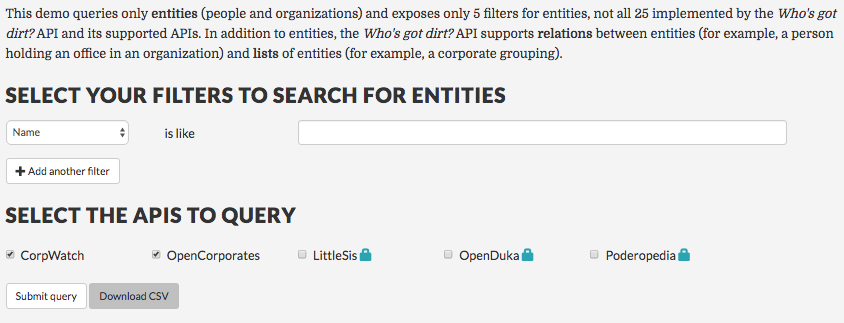 This demo queries only entities (people and organizations) and exposes only 5 filters for entities, not all 25 implemented by the Who's got
dirt? API and its supported APIs. In addition to entities, the Who's got dirt? API supports relations between entities (for example, a person
holding an office in an organization) and lists of entities (for example, a corporate grouping).
SELECT YOUR FILTERS TO SEARCH FOR ENTITIES
Name is like
Add another filter
SELECT THE APIS TO QUERY
CorpWatch OpenCorporates LittleSis OpenDuka Poderopedia
Submit query Download CSV